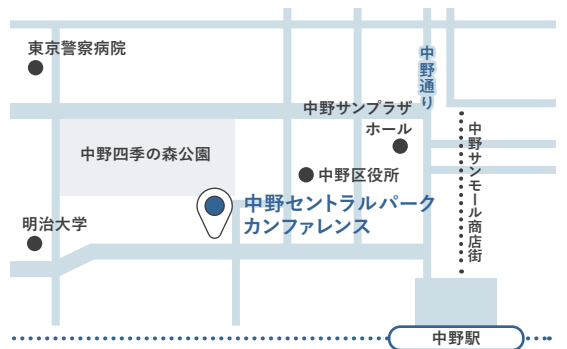 東京警察病院
中野通り
中野サンプラザ
ホール
中野サンモール商店街
中野四季の森公園
中野区役所
中野セントラルパーク
カンファレンス
明治大学
中野駅